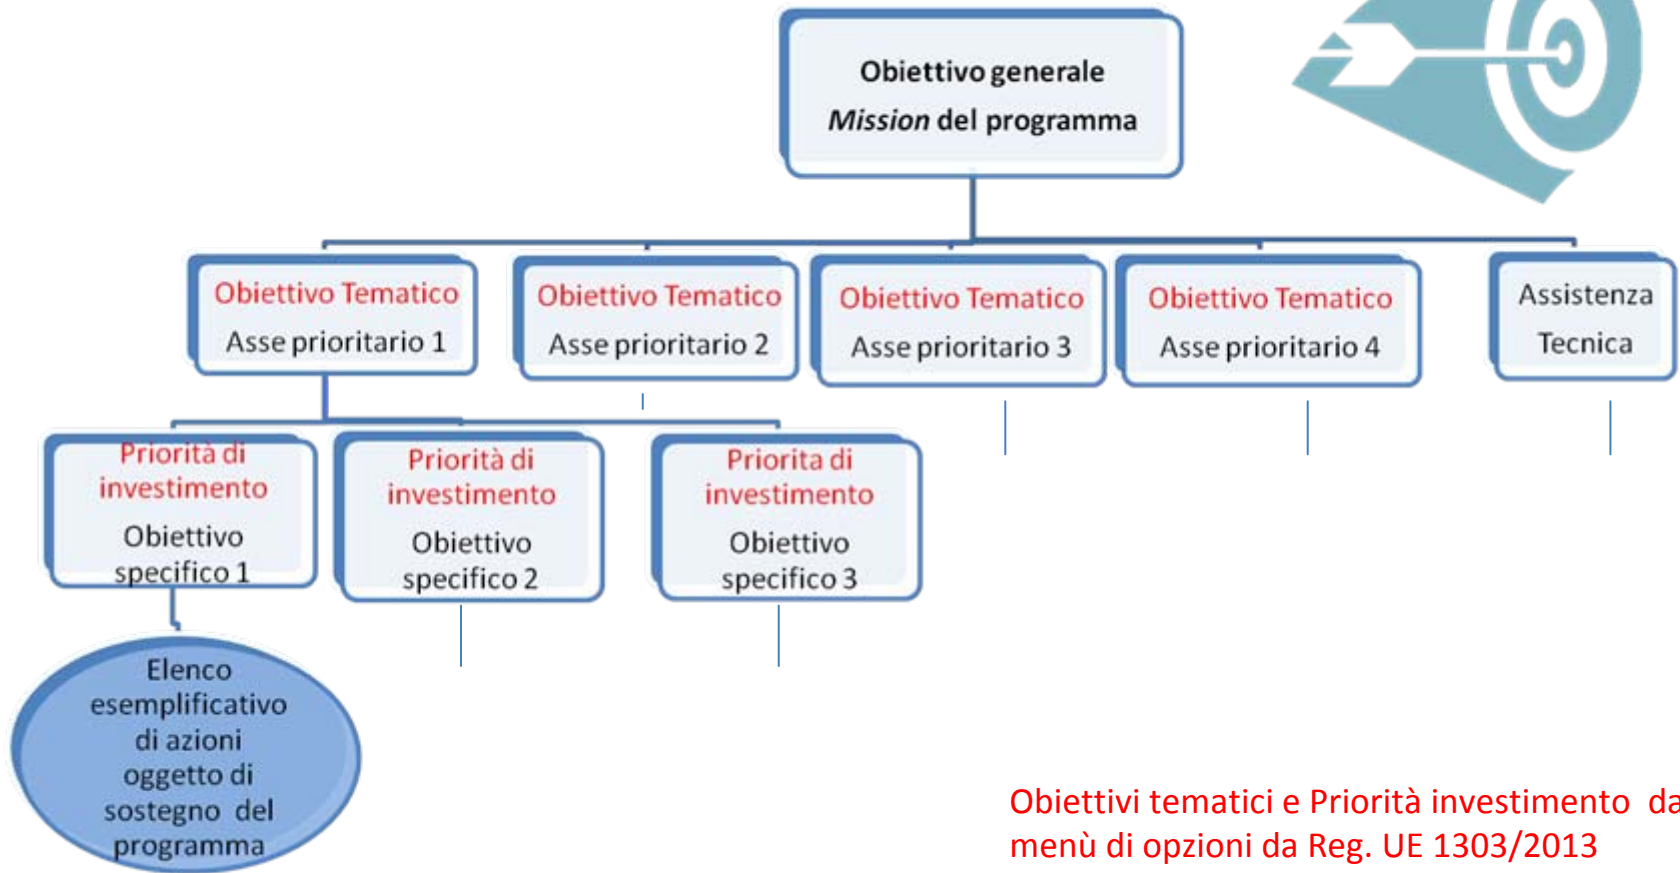 Obiettivo generale
Mission del programma
Obiettivo Tematico
Asse prioritario 1
Obiettivo Tematico
Asse prioritario 2
Obiettivo Tematico
Asse prioritario 3
Obiettivo Tematico
Asse prioritario 4
Assistenza
Tecnica
Priorità di
investimento
Obiettivo
specifico 1
Priorità di
investimento
Obiettivo
specifico 2
Priorita di
investimento
Obiettivo
specifico 3
Elenco
esemplificativo
di azioni
oggetto di
sostegno del
programma
Obiettivi tematici e Priorità investimento da
menù di opzioni da Reg. UE 1303/2013